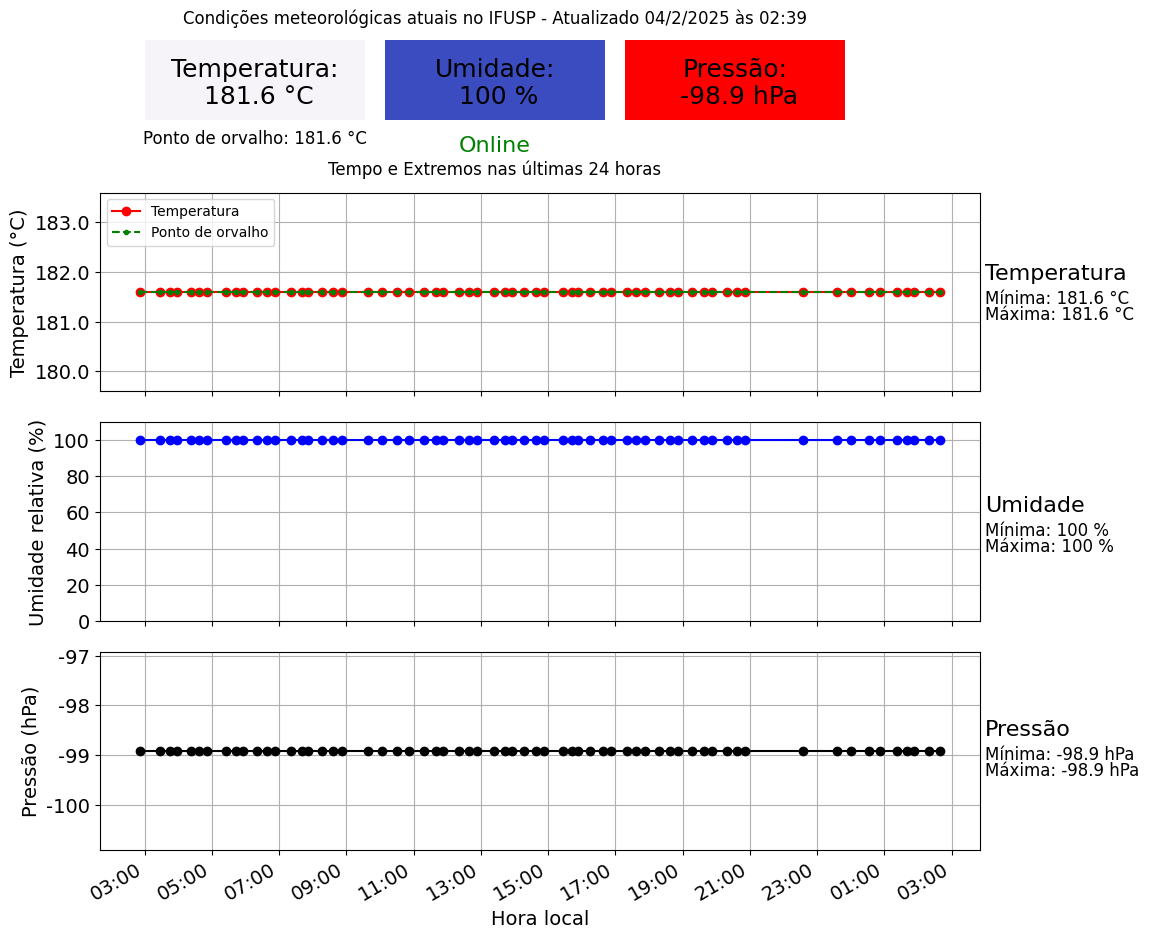 Condições meteorológicas atuais no IFUSP - Atualizado 04/2/2025 às 02:39
Temperatura:
181.6 °C
Umidade:
100 %
Pressão:
-98.9 hPa
Ponto de orvalho: 181.6 °C
Online
Tempo e Extremos nas últimas 24 horas
Temperatura (°C)
183.0
182.0
181.0
180.0
Temperatura
Ponto de orvalho
Temperatura
Mínima: 181.6 °C
Máxima: 181.6 °C
Umidade relativa (%)
100
80
60
40
20
0
Umidade
Mínima: 100 %
Máxima: 100 %
Pressão (hPa)
-97
-98
-99
-100
Pressão
Mínima: -98.9 hPa
Máxima: -98.9 hPa
03:00
05:00
07:00
09:00
11:00
13:00
15:00
17:00
19:00
21:00
23:00
01:00
03:00
Hora local